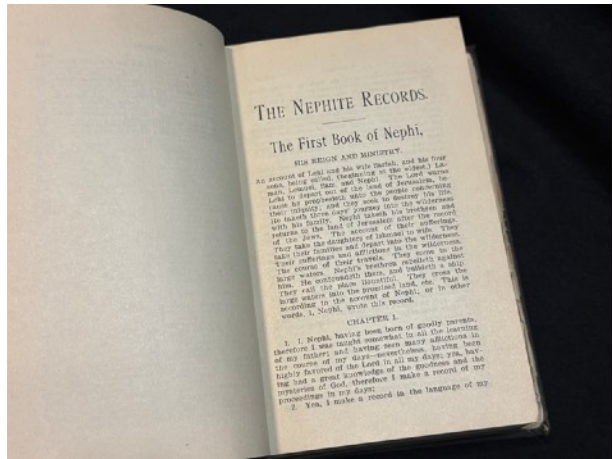 THE NEPHITE RECORDS.
The First Book of Nephi,
HIS REIGN AND MINISTRY.
An account of Lehi and his wife Sariah, and his four
sons, being called, (beginning at the eldest,) La-
man, Lemuel, Sam, and Nephi. The Lord warns
Lehi to depart out of the land of Jerusalem, be-
cause he prophesieth unto the people concerning
their iniquity; and they seek to destroy his life.
He taketh three days' journey into the wilderness
with his family. Nephi taketh his brethren and
returns to the land of Jerusalem after the record
of the Jews. The account of their sufferings.
They take the daughters of Ishmael to wife. They
take their families and depart into the wilderness.
Their sufferings and afflictions in the wilderness.
The course of their travels. They come to the
large waters. Nephi's brethren rebelleth against
him. He confoundeth them, and buildeth a ship.
They call the place Bountiful. They cross the
large waters into the promised land, etc. This is
according to the account of Nephi; or in other
words, I, Nephi, wrote this record.
CHAPTER I.
1. I, Nephi, having been born of goodly parents,
therefore I was taught somewhat in all the learning
of my father; and having seen many afflictions in
the course of my days—nevertheless, having been
highly favored of the Lord in all my days; yea, hav-
ing had a great knowledge of the goodness and the
mysteries of God, therefore I make a record of my
proceedings in my days;
2. Yea, I make a record in the language of my